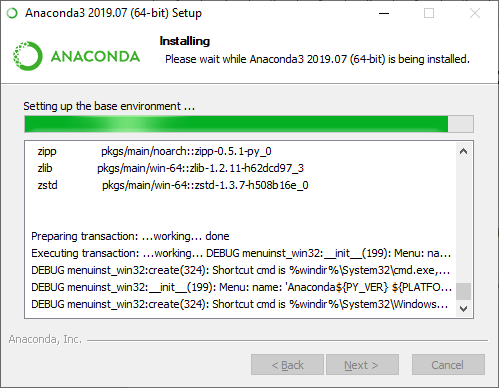 Anaconda3 2019.07 (64-bit) Setup
ANACONDA
Installing
Please wait while Anaconda3 2019.07 (64-bit) is being installed.
Setting up the base environment ...
zipp pkgs/main/noarch::zipp-0.5.1-py_0
zlib pkgs/main/win-64::zlib-1.2.11-h62dcd97_3
zstd pkgs/main/win-64::zstd-1.3.7-h508b16e_0
Preparing transaction: ...working... done
Executing transaction: ...working... DEBUG menuinst_win32:__init__(199): Menu: na...
DEBUG menuinst_win32:create(324): Shortcut cmd is %windir%\System32\cmd.exe,...
DEBUG menuinst_win32:__init__(199): Menu: name: 'Anaconda${PY_VER} ${PLATFO...
DEBUG menuinst_win32:create(324): Shortcut cmd is %windir%\System32\Windows...
Anaconda, Inc.
< Back Next > Cancel